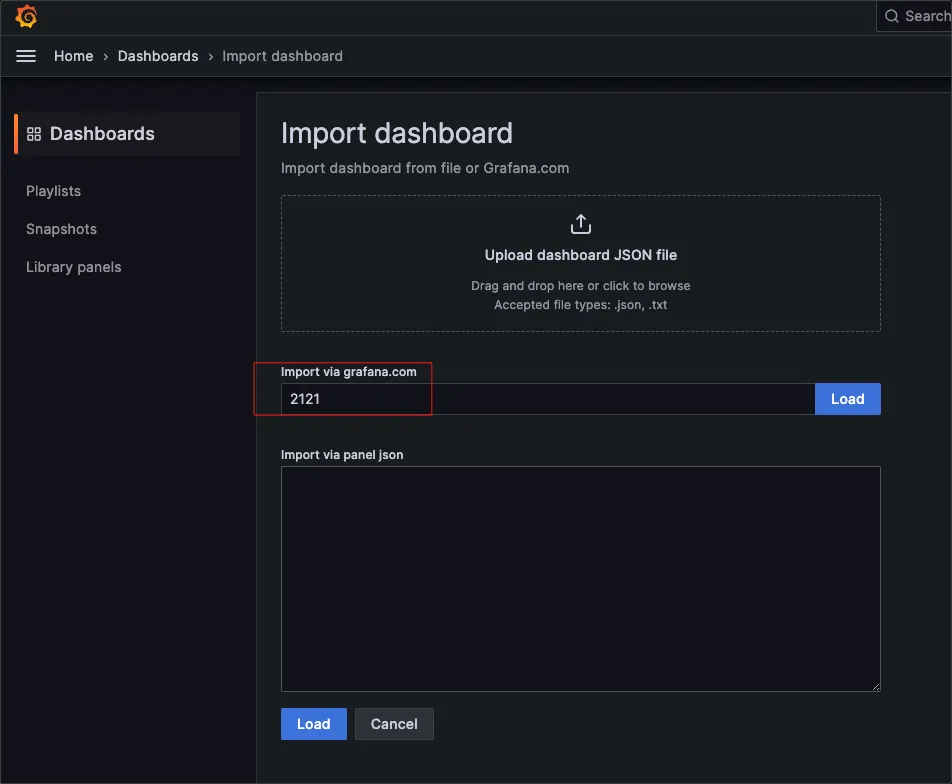 Search
Home › Dashboards › Import dashboard
Dashboards
Playlists
Snapshots
Library panels
Import dashboard
Import dashboard from file or Grafana.com
Upload dashboard JSON file
Drag and drop here or click to browse
Accepted file types: .json, .txt
Import via grafana.com
2121
Load
Import via panel json
Load
Cancel